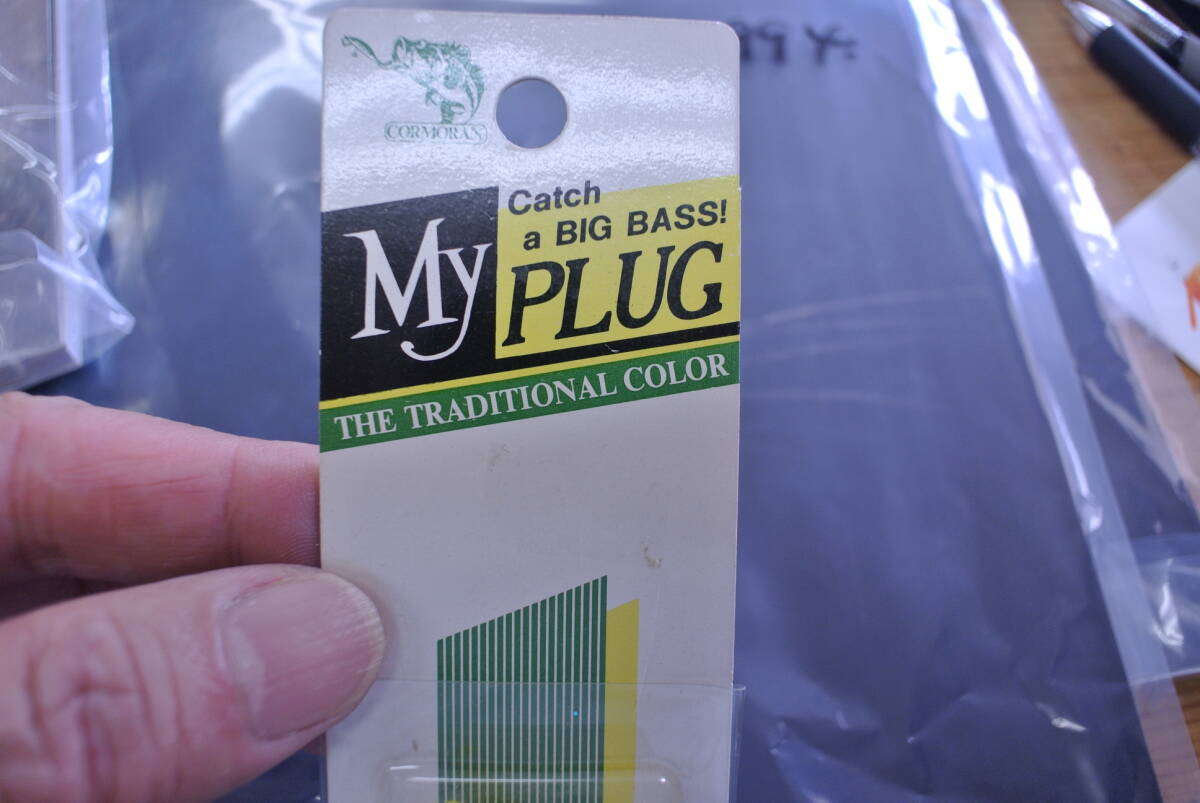 CORMORAN
Catch
a BIG BASS!
My PLUG
THE TRADITIONAL COLOR